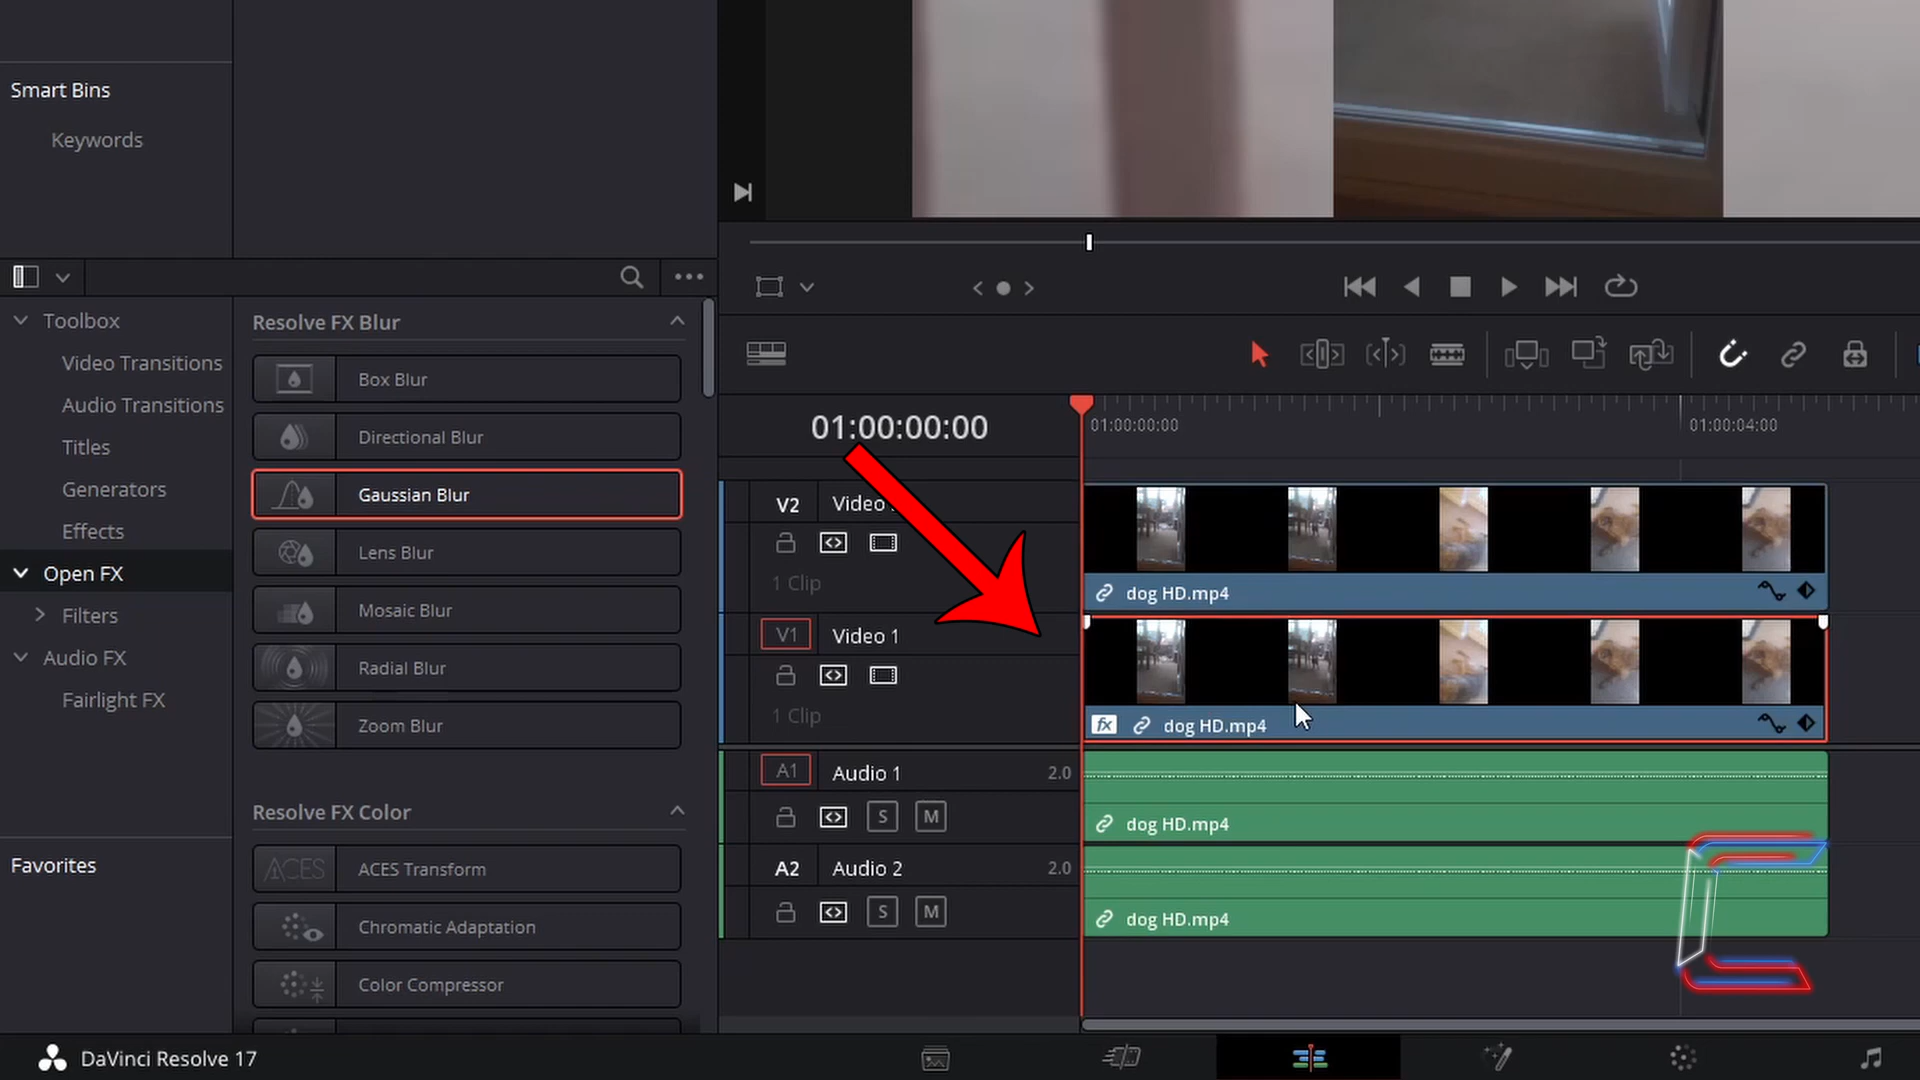 Smart Bins
Keywords
Toolbox
Video Transitions
Audio Transitions
Titles
Generators
Effects
Open FX
Filters
Audio FX
Fairlight FX
Favorites
Resolve FX Blur
Box Blur
Directional Blur
Gaussian Blur
Lens Blur
Mosaic Blur
Radial Blur
Zoom Blur
Resolve FX Color
ACES
ACES Transform
Chromatic Adaptation
Color Compressor
01:00:00:00
01:00:00:00
01:00:04:00
V2 Video
1 Clip
dog HD.mp4
V1 Video 1
1 Clip
fx dog HD.mp4
A1 Audio 1 2.0
S M
dog HD.mp4
A2 Audio 2 2.0
S M
dog HD.mp4
DaVinci Resolve 17